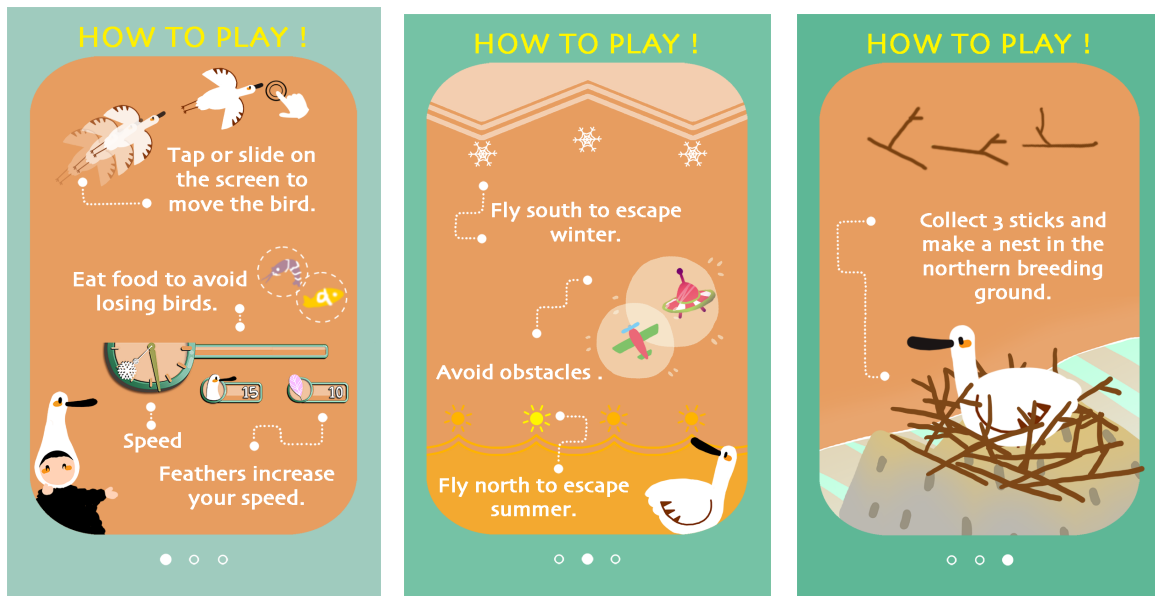 HOW TO PLAY !
Tap or slide on
the screen to
move the bird.
Eat food to avoid
losing birds.
15
10
Speed
Feathers increase
your speed.
HOW TO PLAY !
Fly south to escape
winter.
Avoid obstacles .
Fly north to escape
summer.
HOW TO PLAY !
Collect 3 sticks and
make a nest in the
northern breeding
ground.